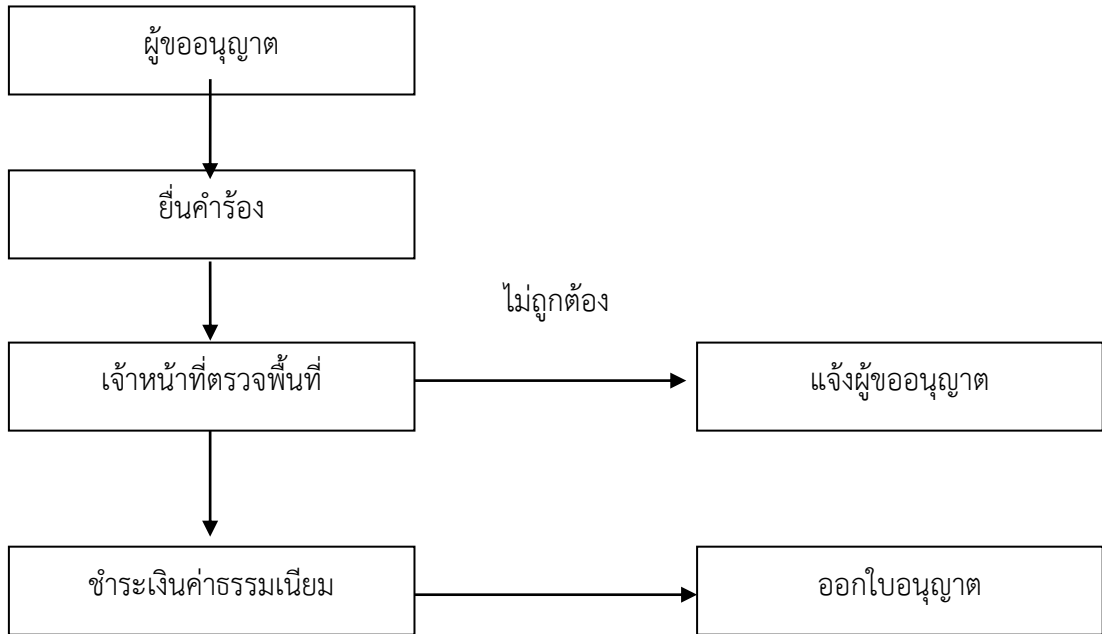 ผู้ขออนุญาต
ยื่นคำร้อง
ไม่ถูกต้อง
เจ้าหน้าที่ตรวจพื้นที่
แจ้งผู้ขออนุญาต
ชำระเงินค่าธรรมเนียม
ออกใบอนุญาต